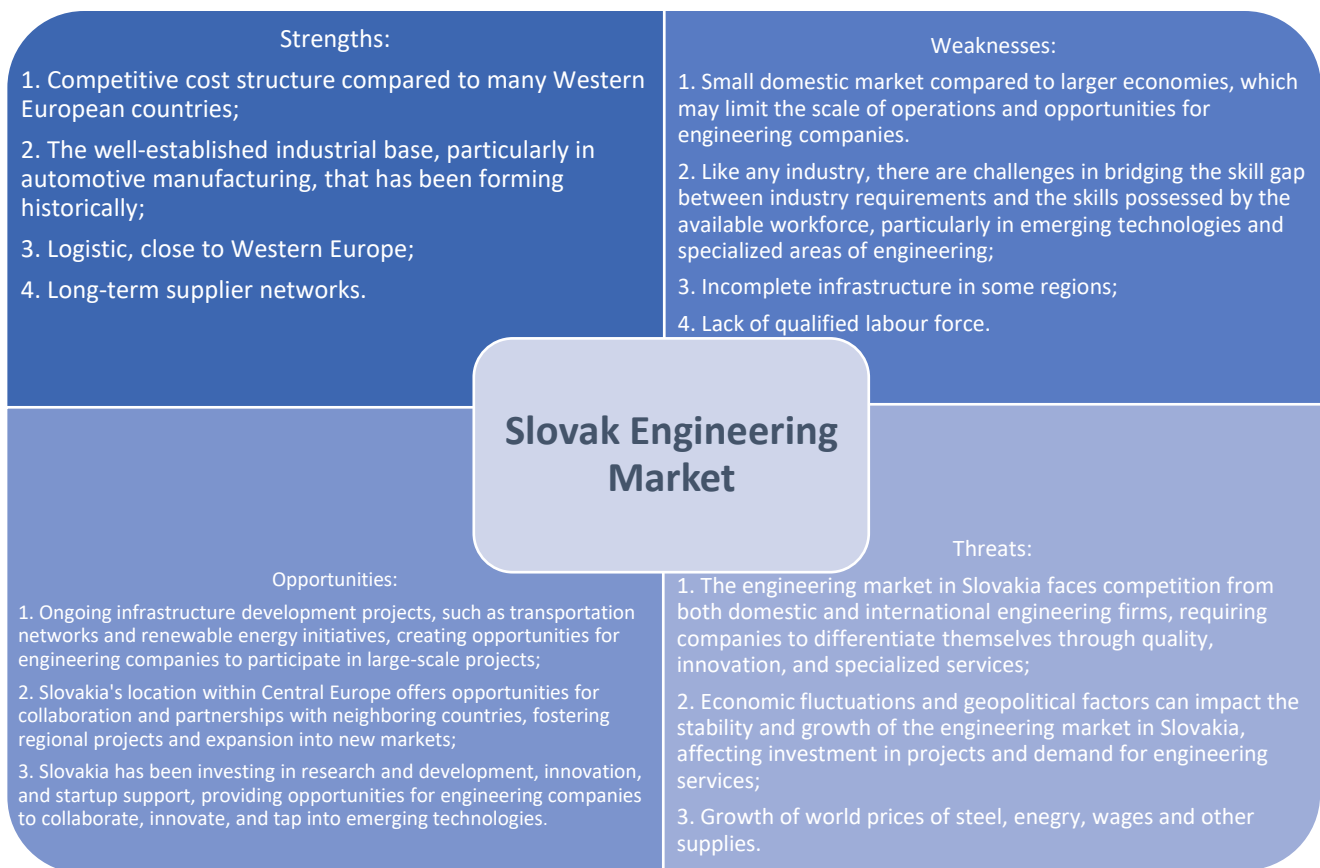 Strengths:
1. Competitive cost structure compared to many Western
European countries;
2. The well-established industrial base, particularly in
automotive manufacturing, that has been forming
historically;
3. Logistic, close to Western Europe;
4. Long-term supplier networks.
Weaknesses:
1. Small domestic market compared to larger economies, which
may limit the scale of operations and opportunities for
engineering companies.
2. Like any industry, there are challenges in bridging the skill gap
between industry requirements and the skills possessed by the
available workforce, particularly in emerging technologies and
specialized areas of engineering;
3. Incomplete infrastructure in some regions;
4. Lack of qualified labour force.
Slovak Engineering
Market
Opportunities:
1. Ongoing infrastructure development projects, such as transportation
networks and renewable energy initiatives, creating opportunities for
engineering companies to participate in large-scale projects;
2. Slovakia's location within Central Europe offers opportunities for
collaboration and partnerships with neighboring countries, fostering
regional projects and expansion into new markets;
3. Slovakia has been investing in research and development, innovation,
and startup support, providing opportunities for engineering companies
to collaborate, innovate, and tap into emerging technologies.
Threats:
1. The engineering market in Slovakia faces competition from
both domestic and international engineering firms, requiring
companies to differentiate themselves through quality,
innovation, and specialized services;
2. Economic fluctuations and geopolitical factors can impact the
stability and growth of the engineering market in Slovakia,
affecting investment in projects and demand for engineering
services;
3. Growth of world prices of steel, enegry, wages and other
supplies.